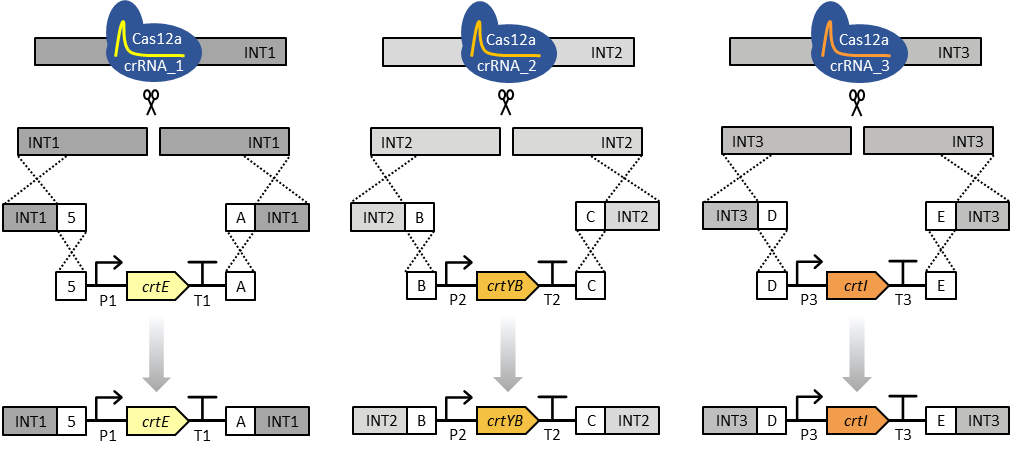 Cas12a
INT1
crRNA_1
Cas12a
INT2
crRNA_2
Cas12a
INT3
crRNA_3
INT1
INT1
INT2
INT2
INT3
INT3
INT1 5
A INT1
INT2 B
C INT2
INT3 D
E INT3
5 P1 crtE T1 A
B P2 crtYB T2 C
D P3 crtI T3 E
INT1 5 P1 crtE T1 A INT1
INT2 B P2 crtYB T2 C INT2
INT3 D P3 crtI T3 E INT3